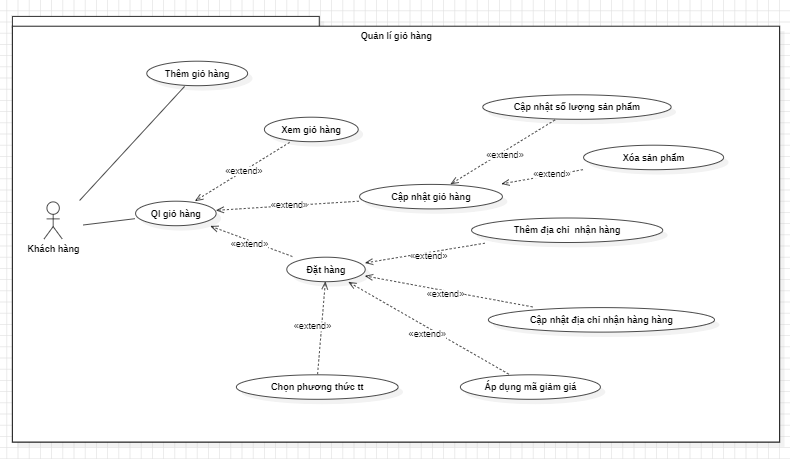 Quản lí giỏ hàng
Thêm giỏ hàng
Cập nhật số lượng sản phẩm
Xem giỏ hàng
«extend»
Xóa sản phẩm
«extend»
«extend»
Cập nhật giỏ hàng
«extend»
Ql giỏ hàng
Khách hàng
Thêm địa chỉ nhận hàng
«extend»
«extend»
Đặt hàng
«extend»
Cập nhật địa chỉ nhận hàng hàng
«extend»
«extend»
Chọn phương thức tt
Áp dụng mã giảm giá